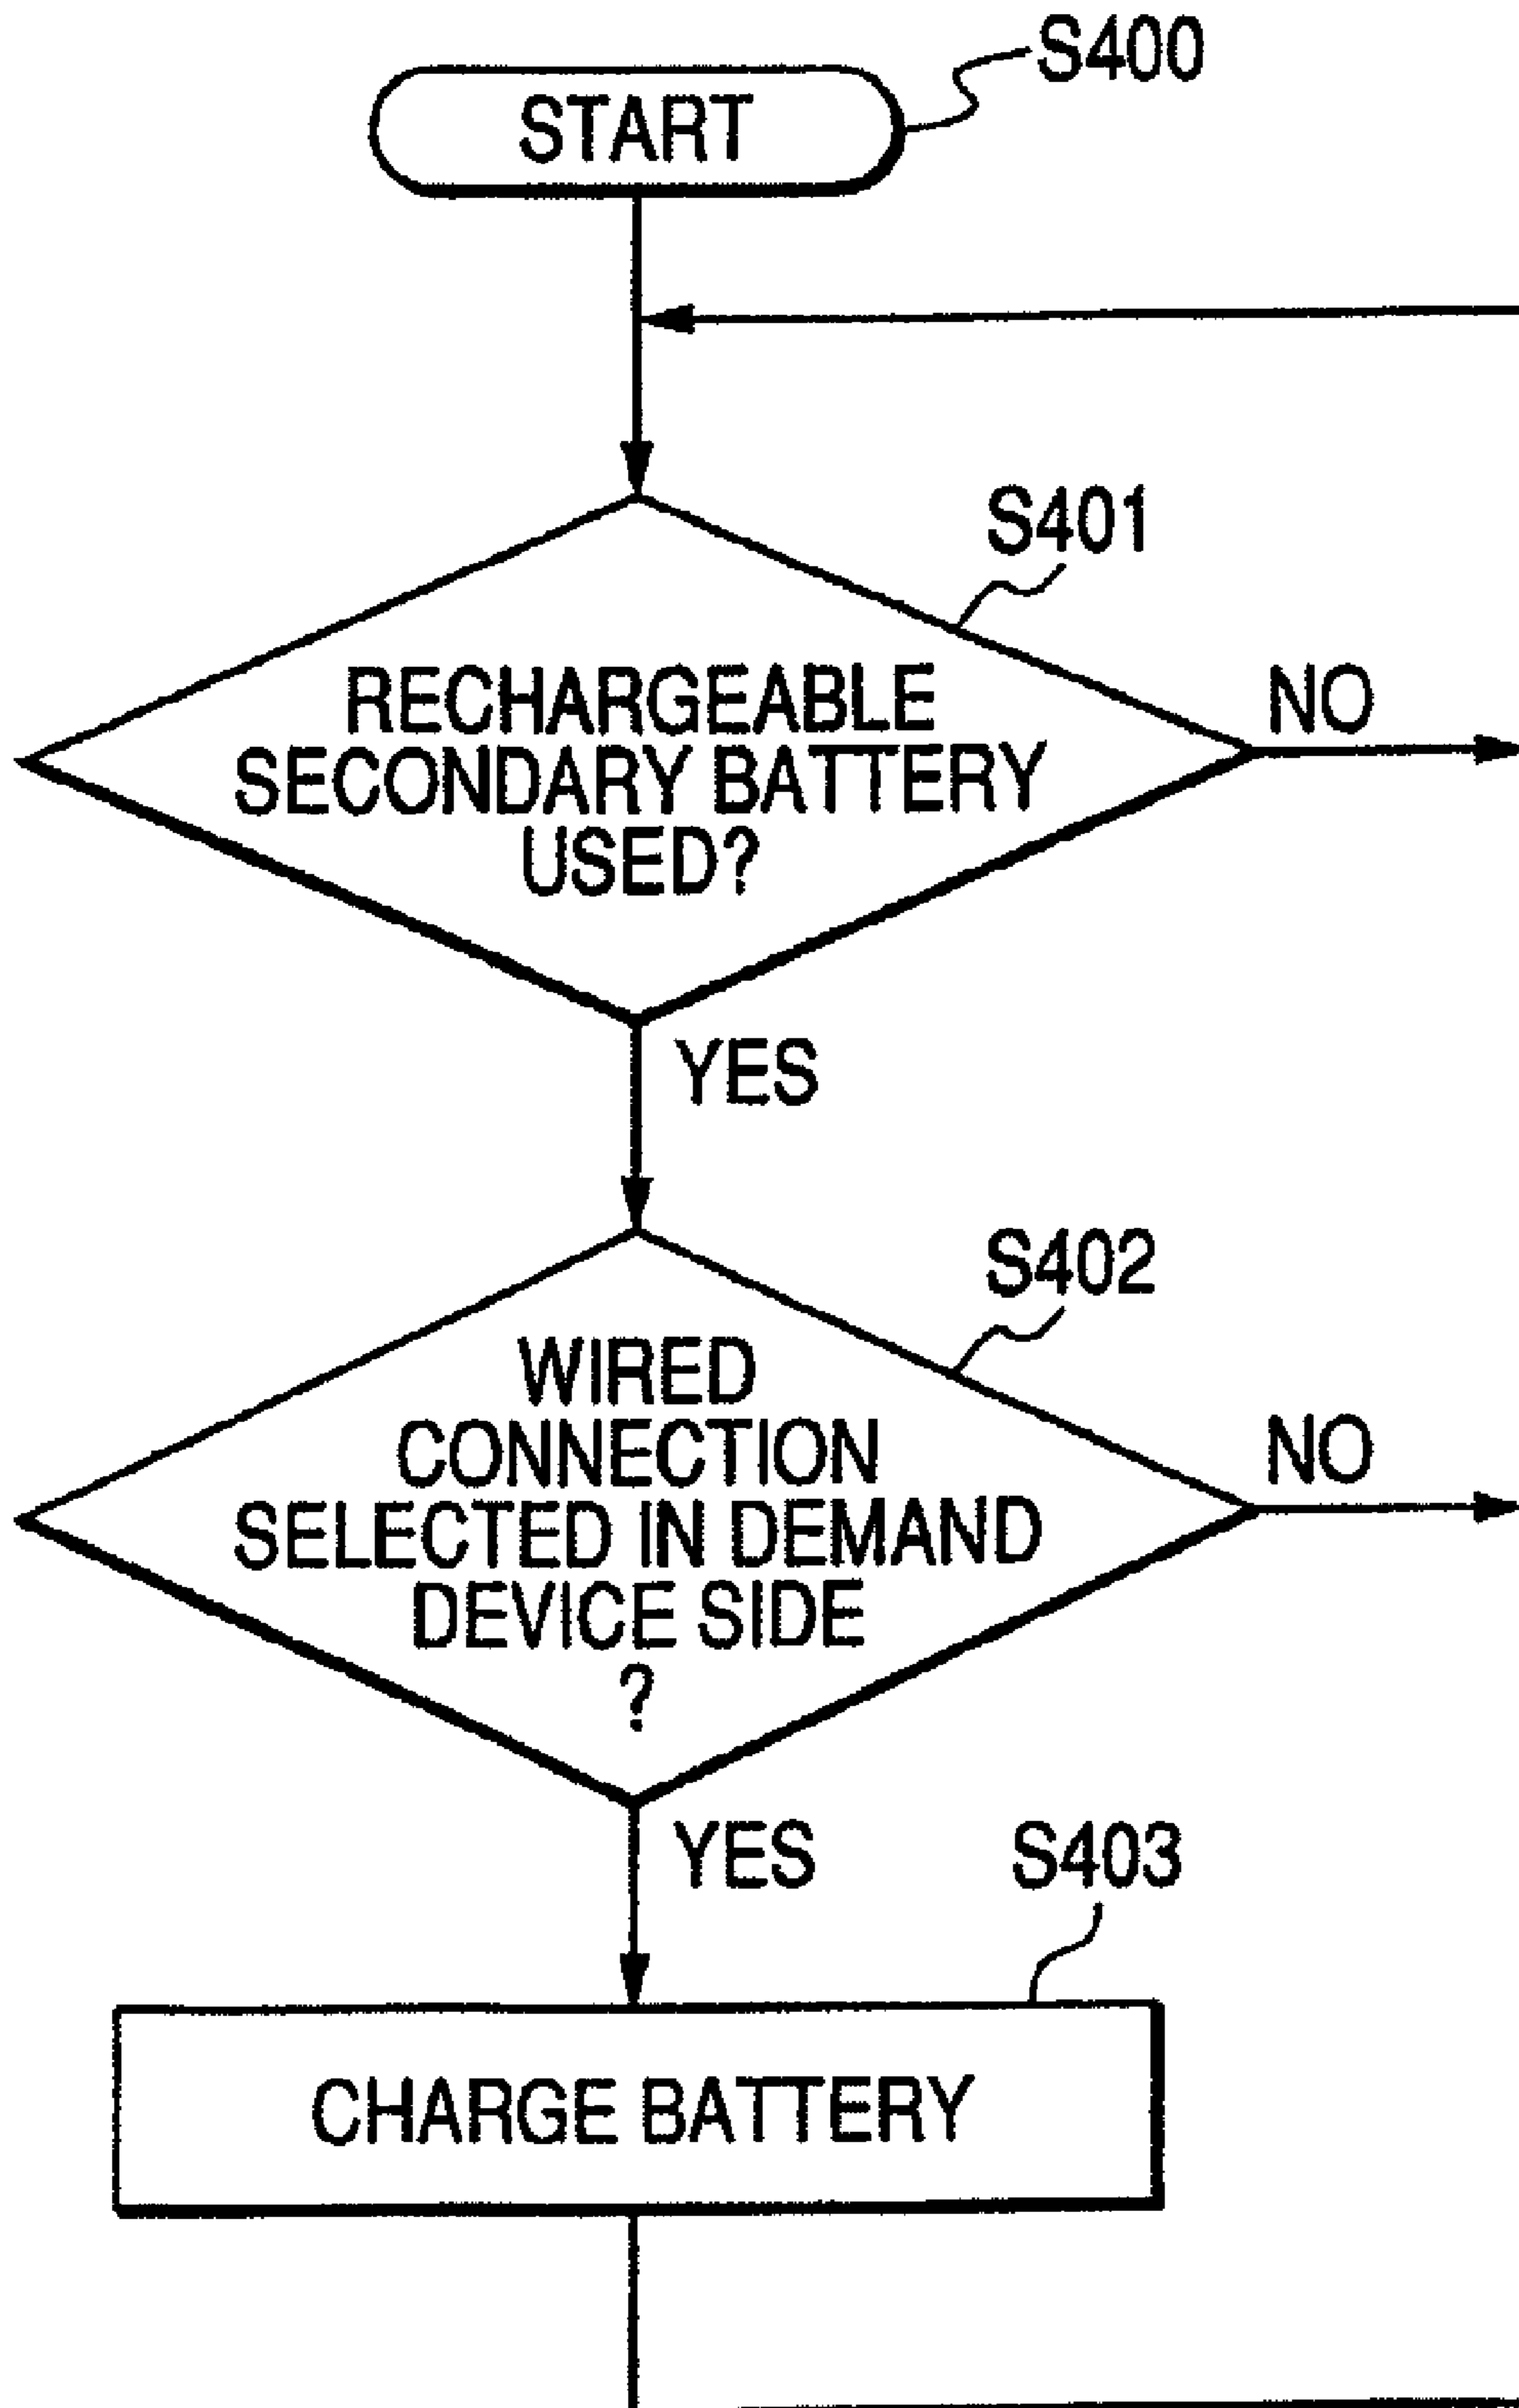 S400
START
S401
RECHARGEABLE
SECONDARY BATTERY
USED?
NO
YES
S402
WIRED
CONNECTION
SELECTED IN DEMAND
DEVICE SIDE
?
NO
YES
S403
CHARGE BATTERY